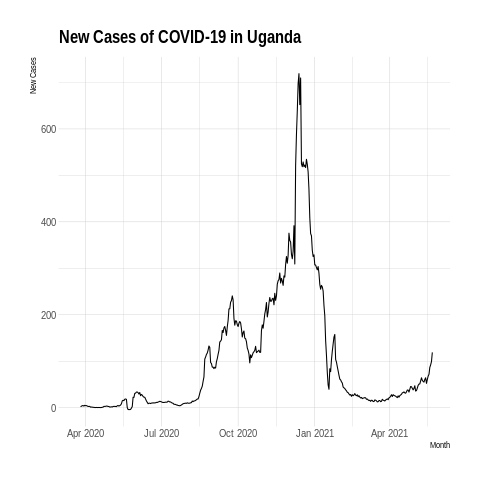 New Cases of COVID-19 in Uganda
New Cases
600
400
200
0
Apr 2020 Jul 2020 Oct 2020 Jan 2021 Apr 2021
Month